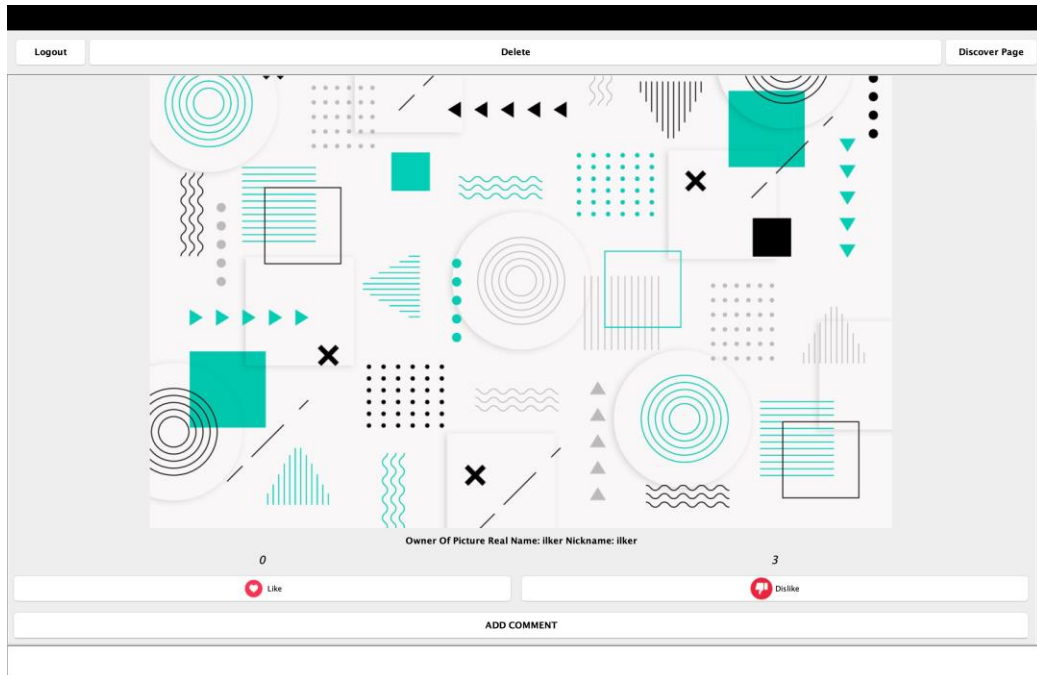 Logout Delete Discover Page
Owner Of Picture Real Name: ilker Nickname: ilker
0 3
Like Dislike
ADD COMMENT